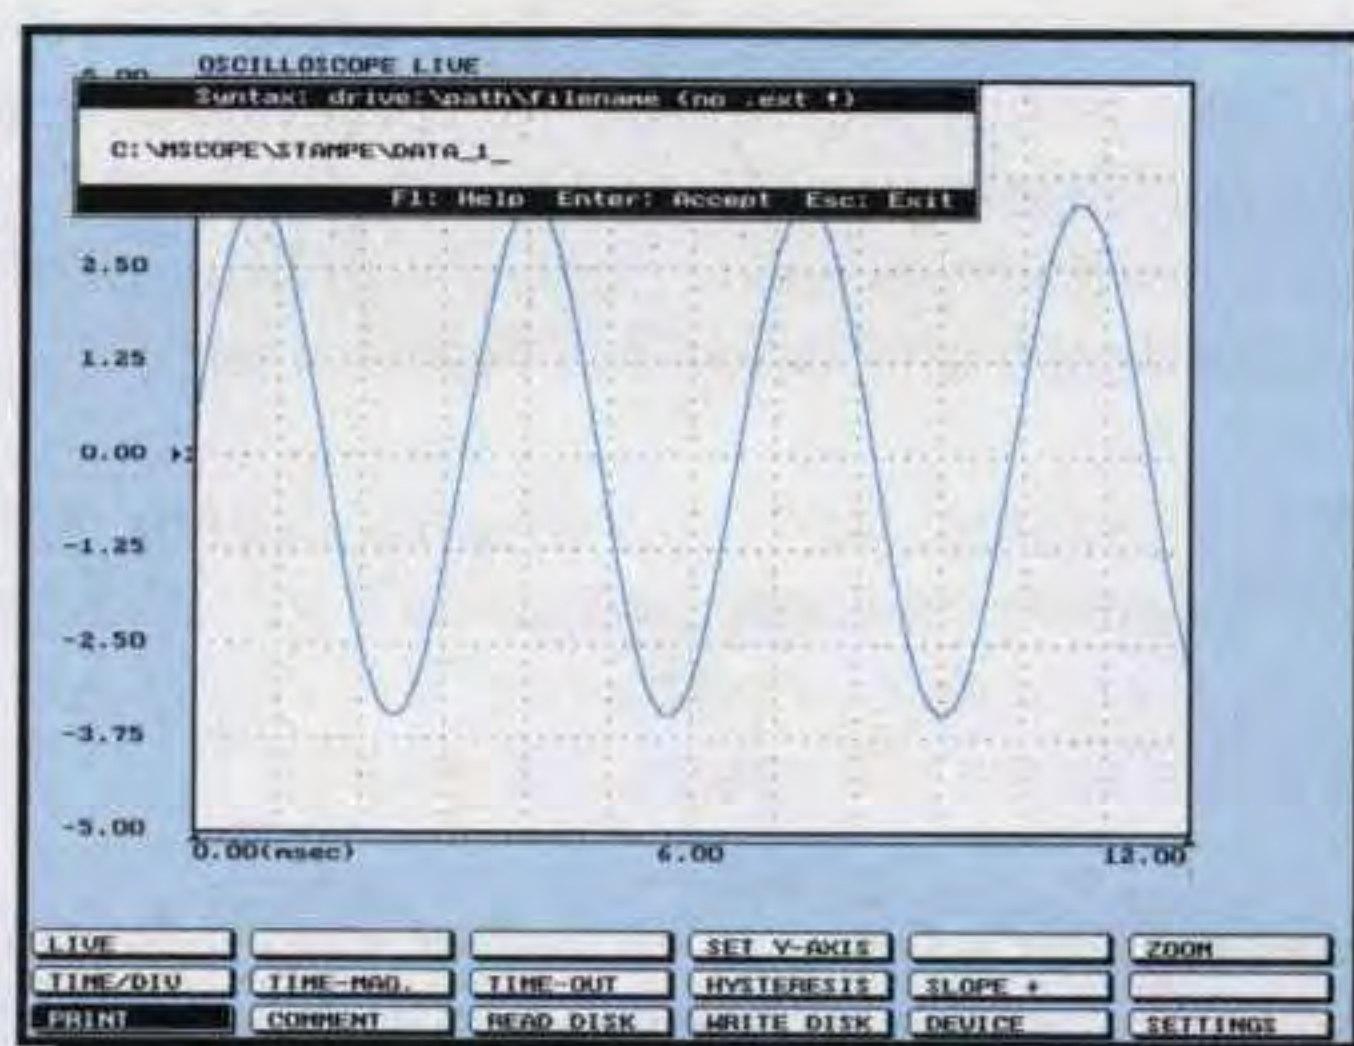 OSCILLOSCOPE LIVE
Syntax: drive:\path\filename (no .ext !)
C:\MSCOPE\STAMPE\DATA_1_
F1: Help Enter: Accept Esc: Exit
2.50
1.25
0.00
-1.25
-2.50
-3.75
-5.00
0.00(msec) 6.00 12.00
LIVE SET V-AXIS ZOOM
TIME/DIV TIME-MAG. TIME-OUT HYSTERESIS SLOPE +
PRINT COMMENT READ DISK WRITE DISK DEVICE SETTINGS